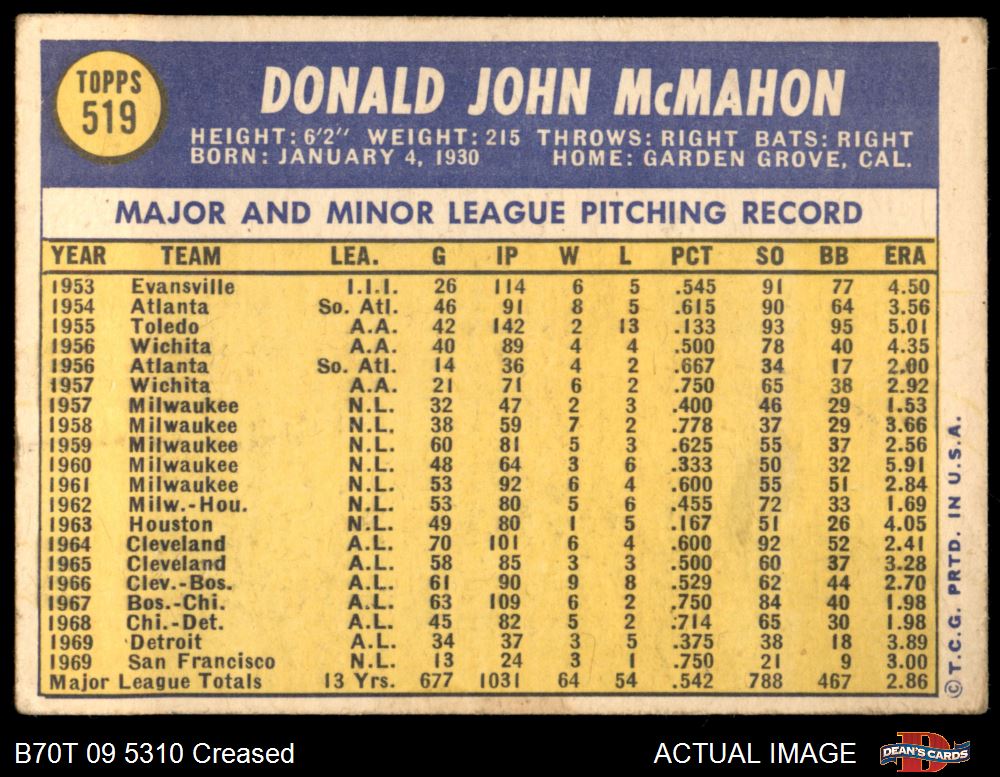 TOPPS
519
DONALD JOHN McMAHON
HEIGHT: 6'2" WEIGHT: 215 THROWS: RIGHT BATS: RIGHT
BORN: JANUARY 4, 1930 HOME: GARDEN GROVE, CAL.
MAJOR AND MINOR LEAGUE PITCHING RECORD
YEAR TEAM LEA. G IP W L PCT SO BB ERA
1953 Evansville I.I.I. 26 114 6 5 .545 91 77 4.50
1954 Atlanta So. Atl. 46 91 8 5 .615 90 64 3.56
1955 Toledo A.A. 42 142 2 13 .133 93 95 5.01
1956 Wichita A.A. 40 89 4 4 .500 78 40 4.35
1956 Atlanta So. Atl. 14 36 4 2 .667 34 17 2.00
1957 Wichita A.A. 21 71 6 2 .750 65 38 2.92
1957 Milwaukee N.L. 32 47 2 3 .400 46 29 1.53
1958 Milwaukee N.L. 38 59 7 2 .778 37 29 3.66
1959 Milwaukee N.L. 60 81 5 3 .625 55 37 2.56
1960 Milwaukee N.L. 48 64 3 6 .333 50 32 5.91
1961 Milwaukee N.L. 53 92 6 4 .600 55 51 2.84
1962 Milw.-Hou. N.L. 53 80 5 6 .455 72 33 1.69
1963 Houston N.L. 49 80 1 5 .167 51 26 4.05
1964 Cleveland A.L. 70 101 6 4 .600 92 52 2.41
1965 Cleveland A.L. 58 85 3 3 .500 60 37 3.28
1966 Clev.-Bos. A.L. 61 90 9 8 .529 62 44 2.70
1967 Bos.-Chi. A.L. 63 109 6 2 .750 84 40 1.98
1968 Chi.-Det. A.L. 45 82 5 2 .714 65 30 1.98
1969 Detroit A.L. 34 37 3 5 .375 38 18 3.89
1969 San Francisco N.L. 13 24 3 1 .750 21 9 3.00
Major League Totals 13 Yrs. 677 1031 64 54 .542 788 467 2.86
©T.C.G. PRTD. IN U.S.A.
B70T 09 5310 Creased
ACTUAL IMAGE
DEAN'S CARDS